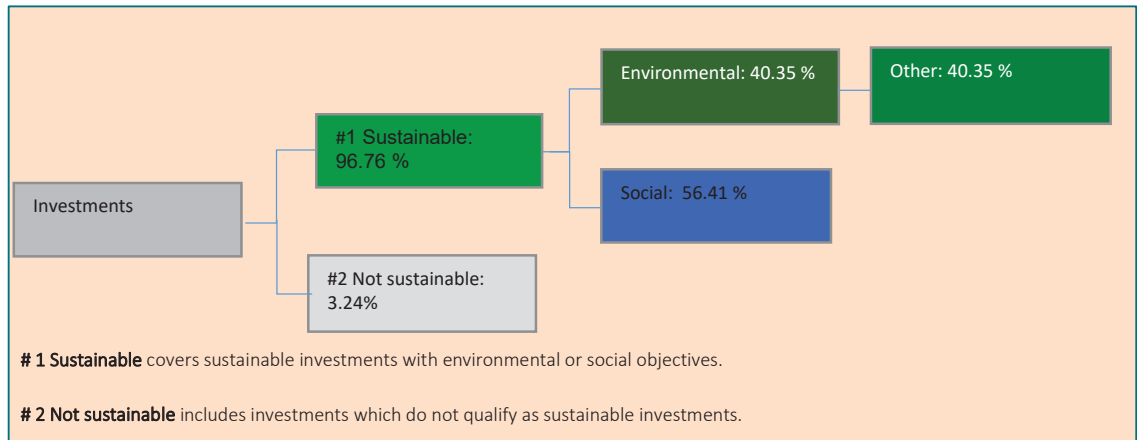 Investments
#1 Sustainable:
96.76 %
#2 Not sustainable:
3.24%
Environmental: 40.35 %
Social: 56.41 %
Other: 40.35 %
# 1 Sustainable covers sustainable investments with environmental or social objectives.
# 2 Not sustainable includes investments which do not qualify as sustainable investments.